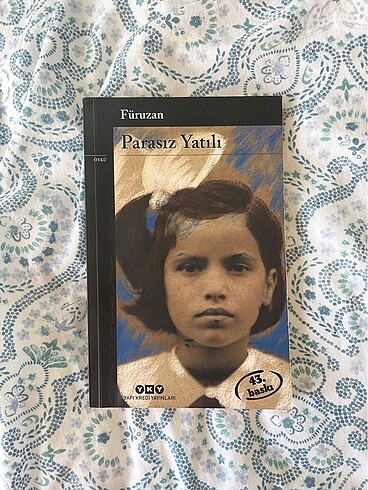 Füruzan
Parasız Yatılı
ÖYKÜ
YKY
YAPI KREDİ YAYINLARI
43.
baskı